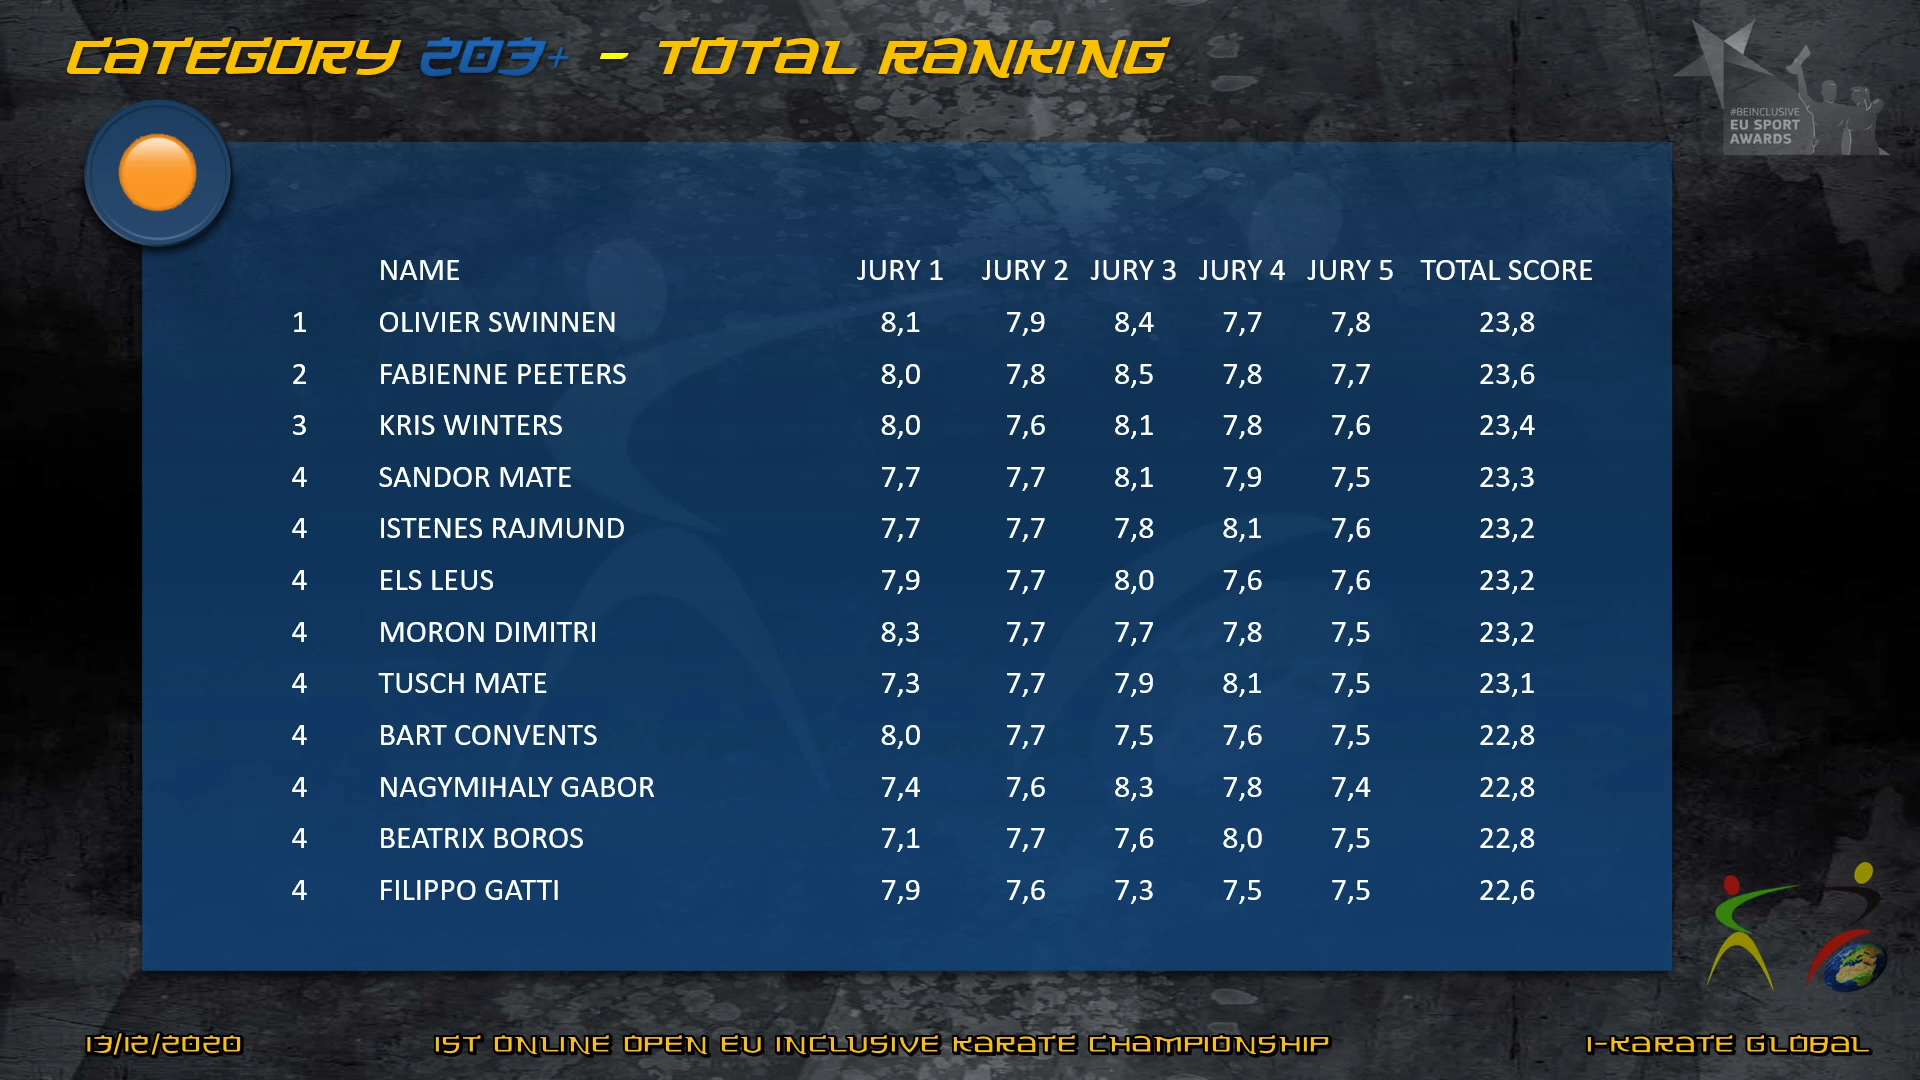 CATEGORY 203+ - TOTAL RANKING
#BEINCLUSIVE
EU SPORT
AWARDS
NAME JURY 1 JURY 2 JURY 3 JURY 4 JURY 5 TOTAL SCORE
1 OLIVIER SWINNEN 8,1 7,9 8,4 7,7 7,8 23,8
2 FABIENNE PEETERS 8,0 7,8 8,5 7,8 7,7 23,6
3 KRIS WINTERS 8,0 7,6 8,1 7,8 7,6 23,4
4 SANDOR MATE 7,7 7,7 8,1 7,9 7,5 23,3
4 ISTENES RAJMUND 7,7 7,7 7,8 8,1 7,6 23,2
4 ELS LEUS 7,9 7,7 8,0 7,6 7,6 23,2
4 MORON DIMITRI 8,3 7,7 7,7 7,8 7,5 23,2
4 TUSCH MATE 7,3 7,7 7,9 8,1 7,5 23,1
4 BART CONVENTS 8,0 7,7 7,5 7,6 7,5 22,8
4 NAGYMIHALY GABOR 7,4 7,6 8,3 7,8 7,4 22,8
4 BEATRIX BOROS 7,1 7,7 7,6 8,0 7,5 22,8
4 FILIPPO GATTI 7,9 7,6 7,3 7,5 7,5 22,6
13/12/2020 1ST ONLINE OPEN EU INCLUSIVE KARATE CHAMPIONSHIP I-KARATE GLOBAL